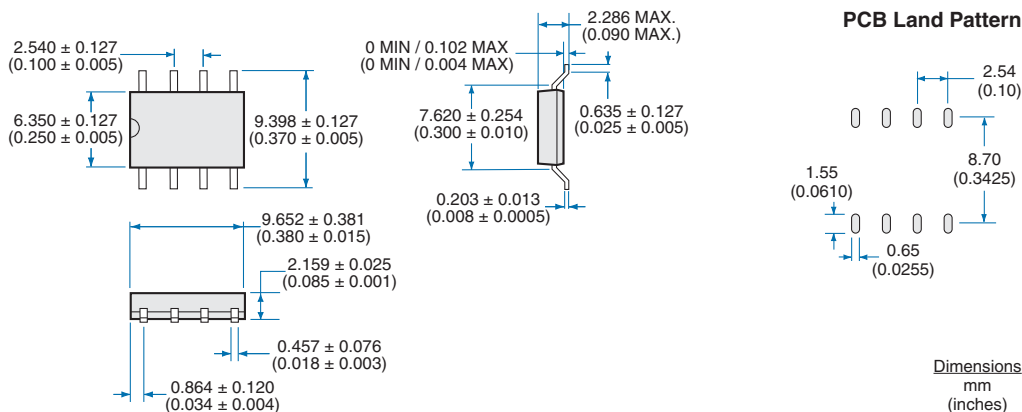 2.540 ± 0.127
(0.100 ± 0.005)
6.350 ± 0.127
(0.250 ± 0.005)
9.398 ± 0.127
(0.370 ± 0.005)
9.652 ± 0.381
(0.380 ± 0.015)
2.159 ± 0.025
(0.085 ± 0.001)
0.457 ± 0.076
(0.018 ± 0.003)
0.864 ± 0.120
(0.034 ± 0.004)
2.286 MAX.
(0.090 MAX.)
0 MIN / 0.102 MAX
(0 MIN / 0.004 MAX)
7.620 ± 0.254
(0.300 ± 0.010)
0.635 ± 0.127
(0.025 ± 0.005)
0.203 ± 0.013
(0.008 ± 0.0005)
PCB Land Pattern
2.54
(0.10)
8.70
(0.3425)
1.55
(0.0610)
0.65
(0.0255)
Dimensions
mm
(inches)